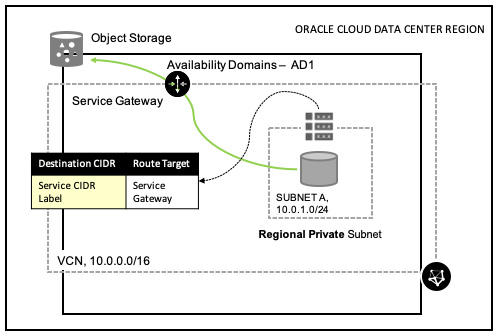 ORACLE CLOUD DATA CENTER REGION
Object Storage
Availability Domains – AD1
Service Gateway
Destination CIDR Route Target
Service CIDR Label Service Gateway
SUBNET A,
10.0.1.0/24
Regional Private Subnet
VCN, 10.0.0.0/16